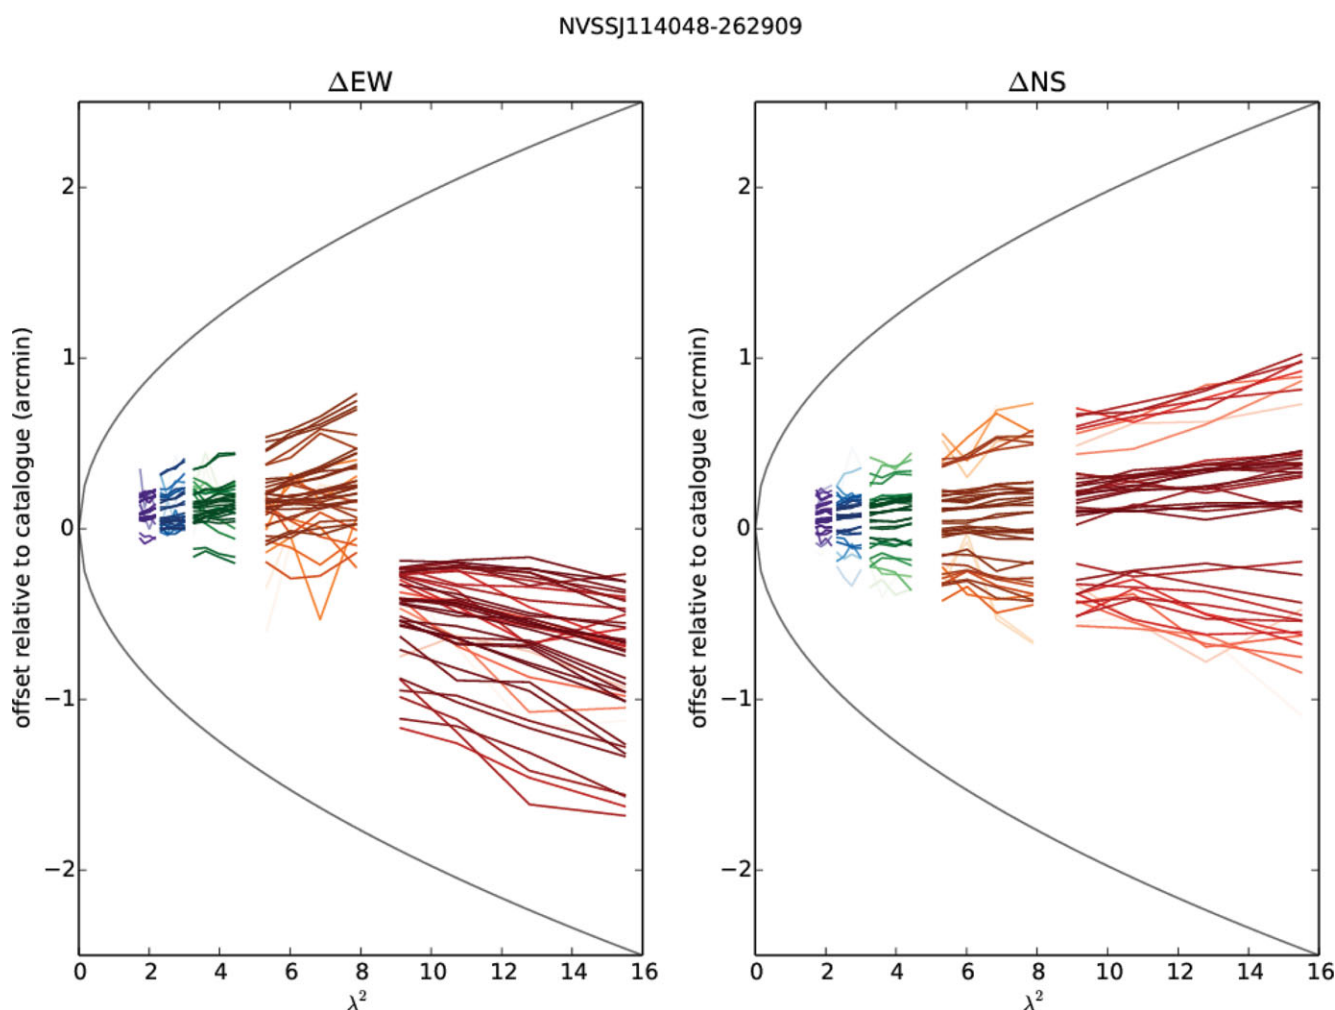 NVSSJ114048-262909
ΔEW
ΔNS
offset relative to catalogue (arcmin)
2
1
0
−1
−2
0 2 4 6 8 10 12 14 16
λ²
offset relative to catalogue (arcmin)
2
1
0
−1
−2
0 2 4 6 8 10 12 14 16
λ²